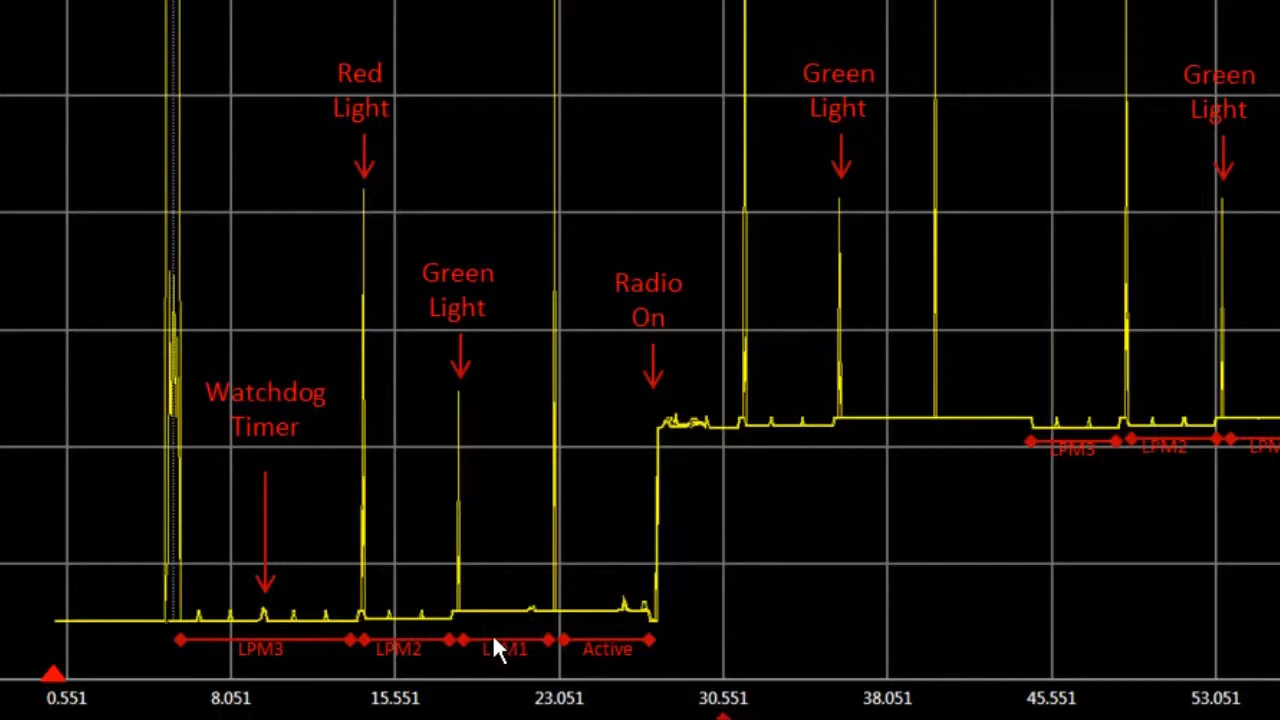 Red
Light
Green
Light
Green
Light
Green
Light
Radio
On
Watchdog
Timer
LPM3
LPM2
Active
LPM3
LPM2
0.551
8.051
15.551
23.051
30.551
38.051
45.551
53.051